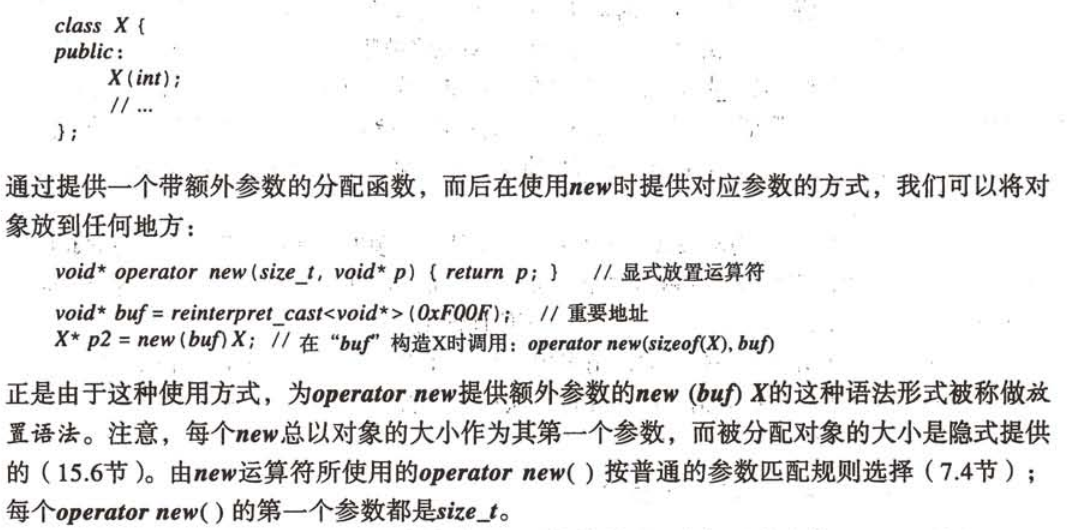 class X {
public:
X(int);
// ...
};
通过提供一个带额外参数的分配函数，而后在使用new时提供对应参数的方式，我们可以将对
象放到任何地方：
void* operator new(size_t, void* p) { return p; } // 显式放置运算符
void* buf = reinterpret_cast<void*>(0xF00F); // 重要地址
X* p2 = new(buf)X; // 在“buf”构造X时调用：operator new(sizeof(X), buf)
正是由于这种使用方式，为operator new提供额外参数的new (buf) X的这种语法形式被称做放
置语法。注意，每个new总以对象的大小作为其第一个参数，而被分配对象的大小是隐式提供
的（15.6节）。由new运算符所使用的operator new( ) 按普通的参数匹配规则选择（7.4节）；
每个operator new( ) 的第一个参数都是size_t。